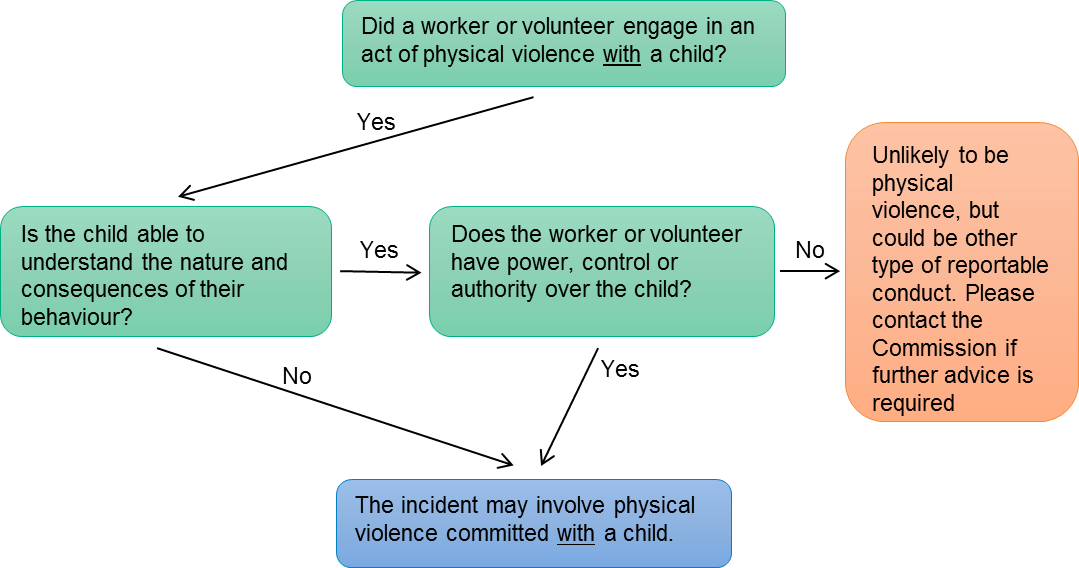 Did a worker or volunteer engage in an
act of physical violence with a child?
Yes
Is the child able to
understand the nature and
consequences of their
behaviour?
Yes
Does the worker or volunteer
have power, control or
authority over the child?
No
Unlikely to be
physical
violence, but
could be other
type of reportable
conduct. Please
contact the
Commission if
further advice is
required
No
Yes
The incident may involve physical
violence committed with a child.